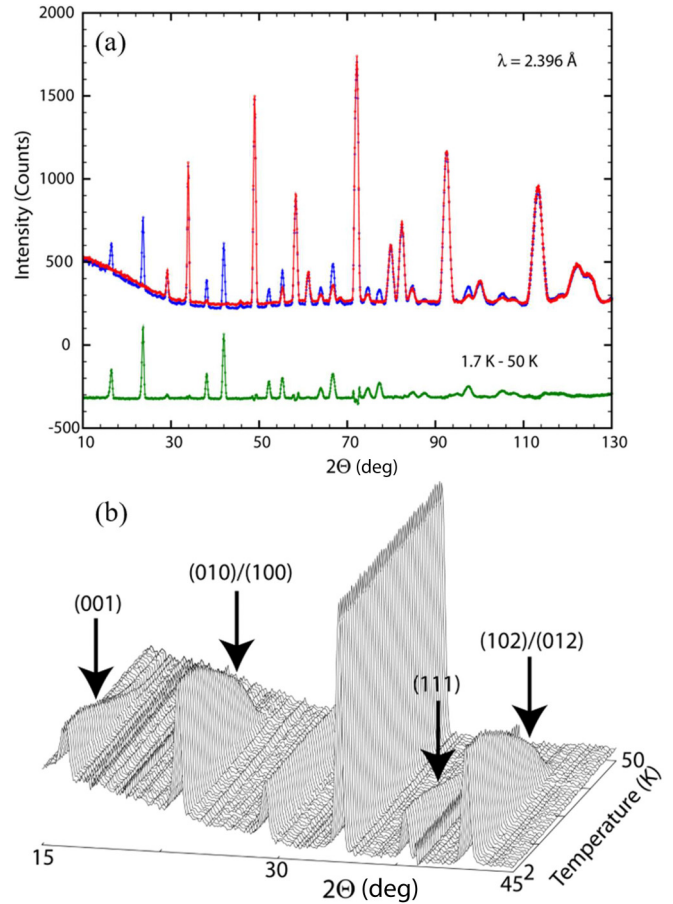 (a)
λ = 2.396 Å
2000
1500
1000
500
0
-500
Intensity (Counts)
1.7 K - 50 K
10 30 50 70 90 110 130
2Θ (deg)
(b)
(010)/(100)
(001)
(102)/(012)
(111)
50
Temperature (K)
2
15 30 45
2Θ (deg)